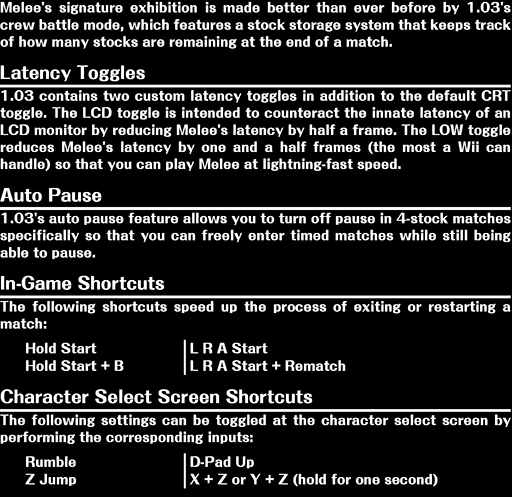 Melee's signature exhibition is made better than ever before by 1.03's
crew battle mode, which features a stock storage system that keeps track
of how many stocks are remaining at the end of a match.
Latency Toggles
1.03 contains two custom latency toggles in addition to the default CRT
toggle. The LCD toggle is intended to counteract the innate latency of an
LCD monitor by reducing Melee's latency by half a frame. The LOW toggle
reduces Melee's latency by one and a half frames (the most a Wii can
handle) so that you can play Melee at lightning-fast speed.
Auto Pause
1.03's auto pause feature allows you to turn off pause in 4-stock matches
specifically so that you can freely enter timed matches while still being
able to pause.
In-Game Shortcuts
The following shortcuts speed up the process of exiting or restarting a
match:
Hold Start L R A Start
Hold Start + B L R A Start + Rematch
Character Select Screen Shortcuts
The following settings can be toggled at the character select screen by
performing the corresponding inputs:
Rumble D-Pad Up
Z Jump X + Z or Y + Z (hold for one second)